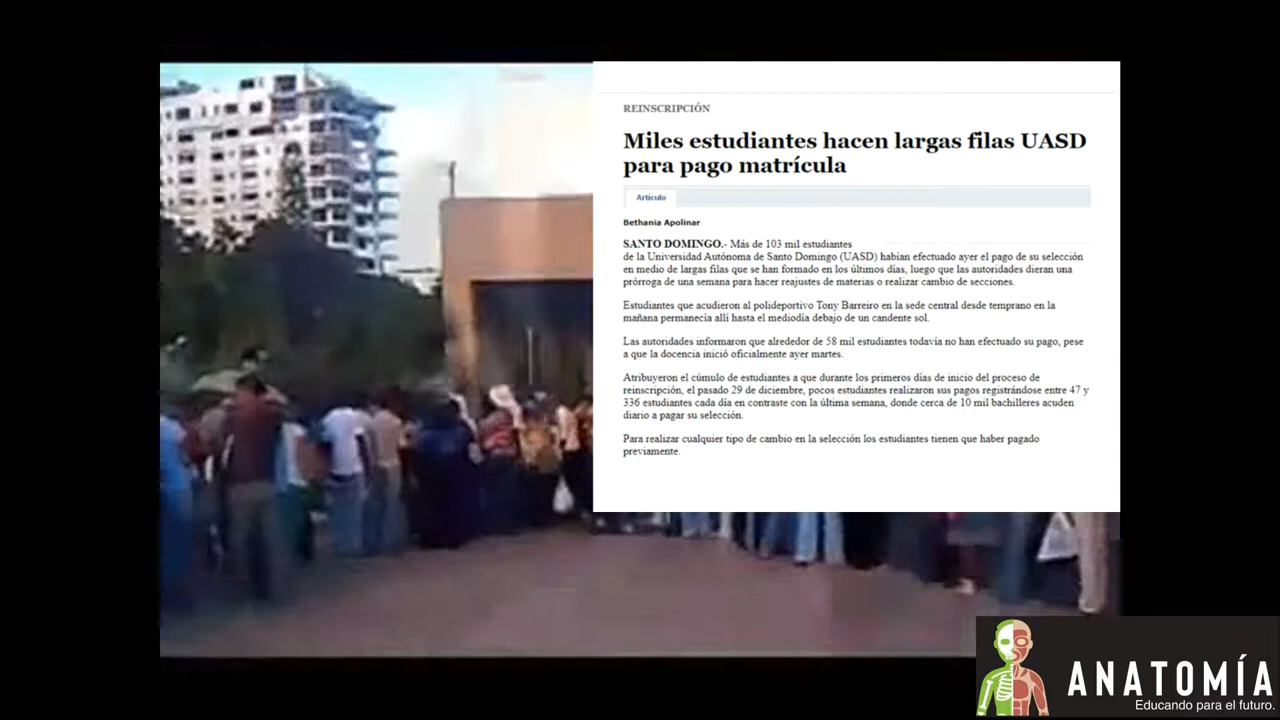 REINSCRIPCIÓN
Miles estudiantes hacen largas filas UASD
para pago matrícula
Artículo
Bethania Apolinar
SANTO DOMINGO.- Más de 103 mil estudiantes
de la Universidad Autónoma de Santo Domingo (UASD) habían efectuado ayer el pago de su selección
en medio de largas filas que se han formado en los últimos días, luego que las autoridades dieran una
prórroga de una semana para hacer reajustes de materias o realizar cambio de secciones.
Estudiantes que acudieron al polideportivo Tony Barreiro en la sede central desde temprano en la
mañana permanecía allí hasta el mediodía debajo de un candente sol.
Las autoridades informaron que alrededor de 58 mil estudiantes todavía no han efectuado su pago, pese
a que la docencia inició oficialmente ayer martes.
Atribuyeron el cúmulo de estudiantes a que durante los primeros días de inicio del proceso de
reinscripción, el pasado 29 de diciembre, pocos estudiantes realizaron sus pagos registrándose entre 47 y
336 estudiantes cada día en contraste con la última semana, donde cerca de 10 mil bachilleres acuden
diario a pagar su selección.
Para realizar cualquier tipo de cambio en la selección los estudiantes tienen que haber pagado
previamente.
ANATOMÍA
Educando para el futuro.